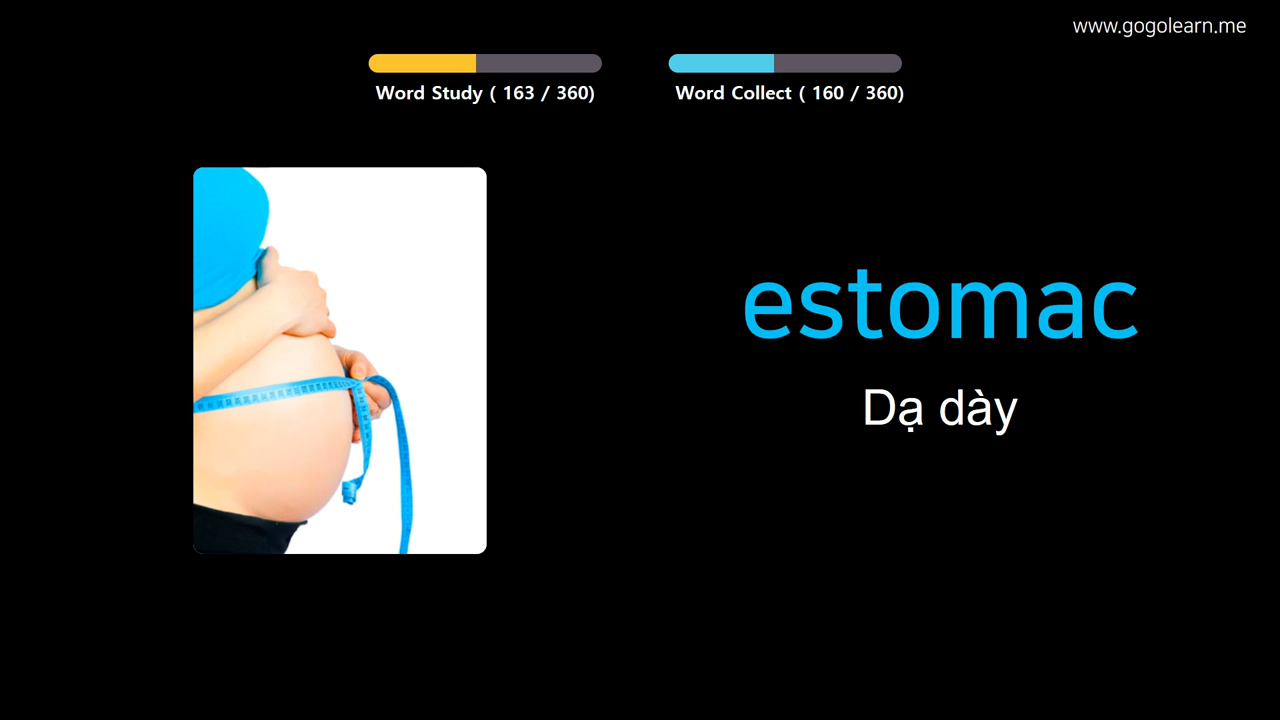 www.gogolearn.me
Word Study ( 163 / 360)
Word Collect ( 160 / 360)
estomac
Dạ dày